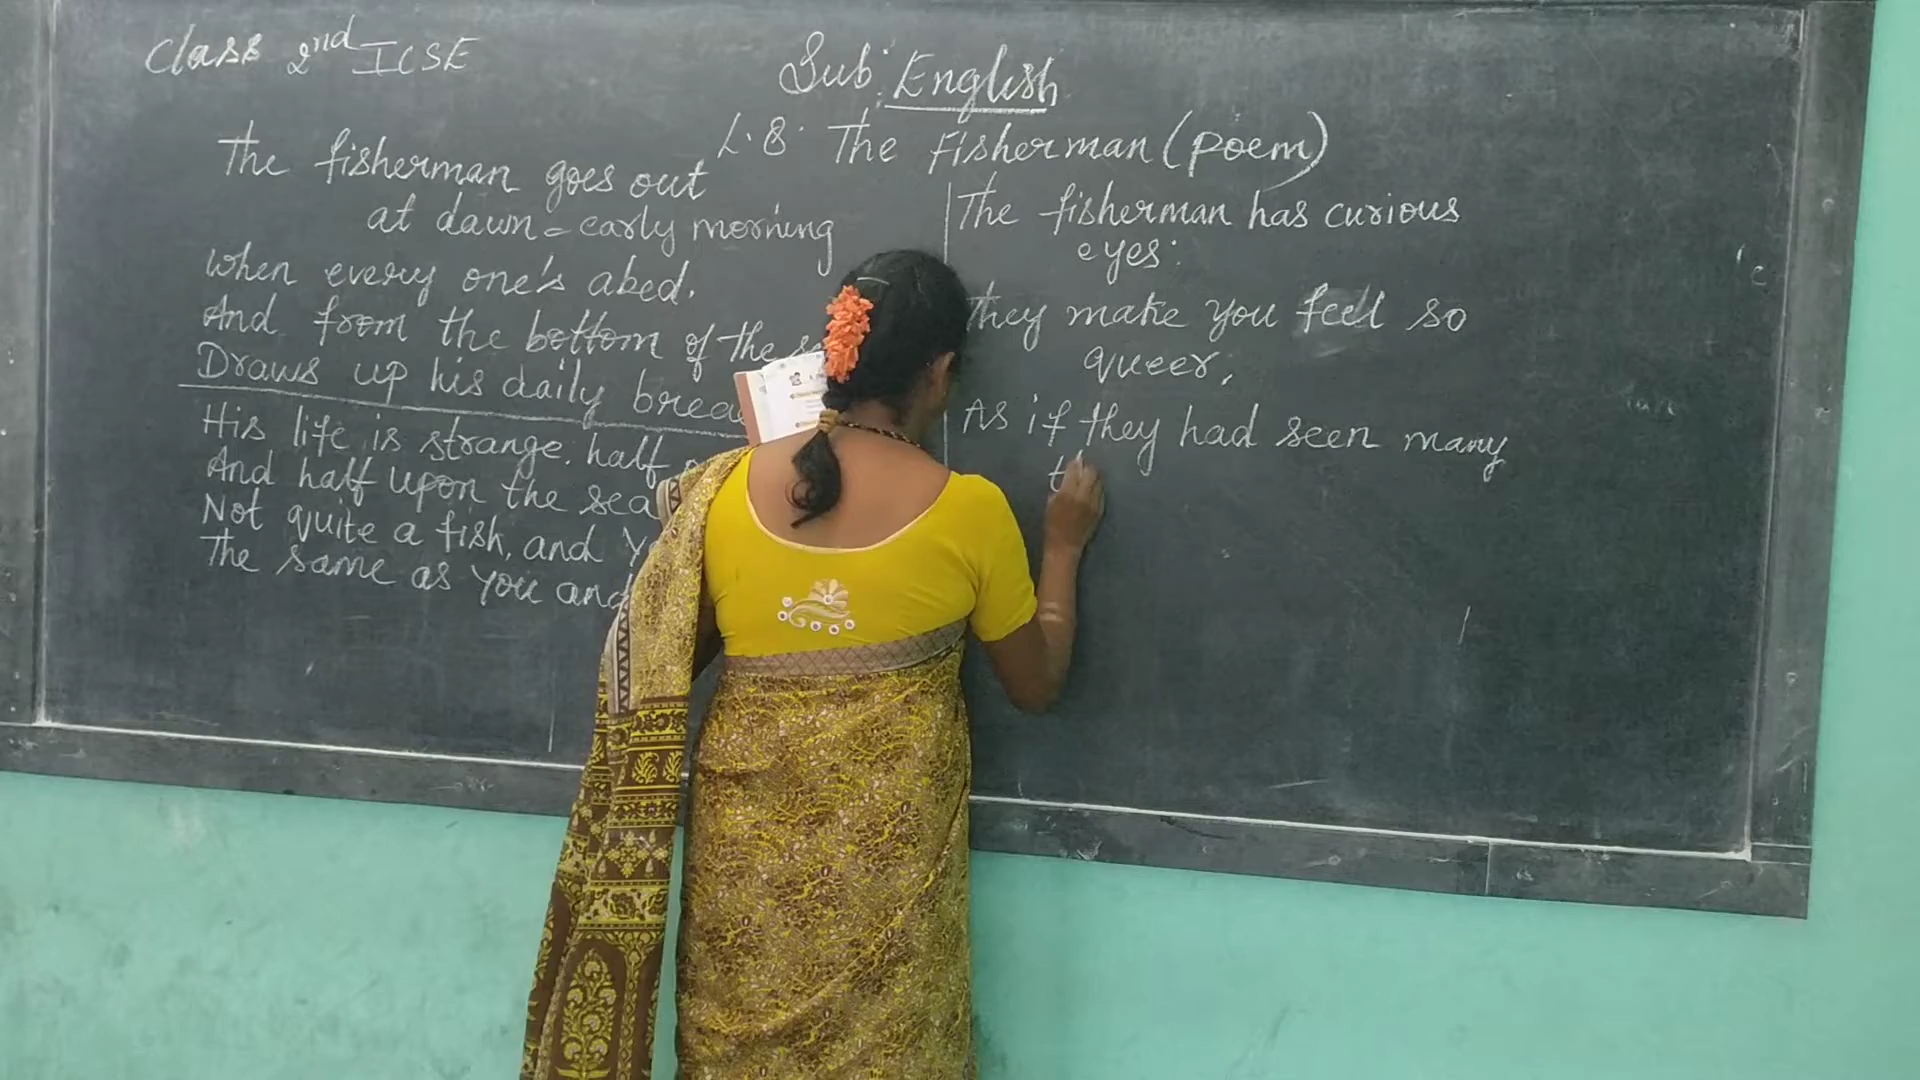 Class 2nd ICSE
Sub: English
L.8. The Fisherman (poem)
The fisherman goes out
at dawn = early morning
when every one's abed.
And from the bottom of the
Draws up his daily
His life is strange. half
And half upon the sea
Not quite a fish, and
The same as you and
The fisherman has curious
eyes:
They make you feel so
queer,
As if they had seen many